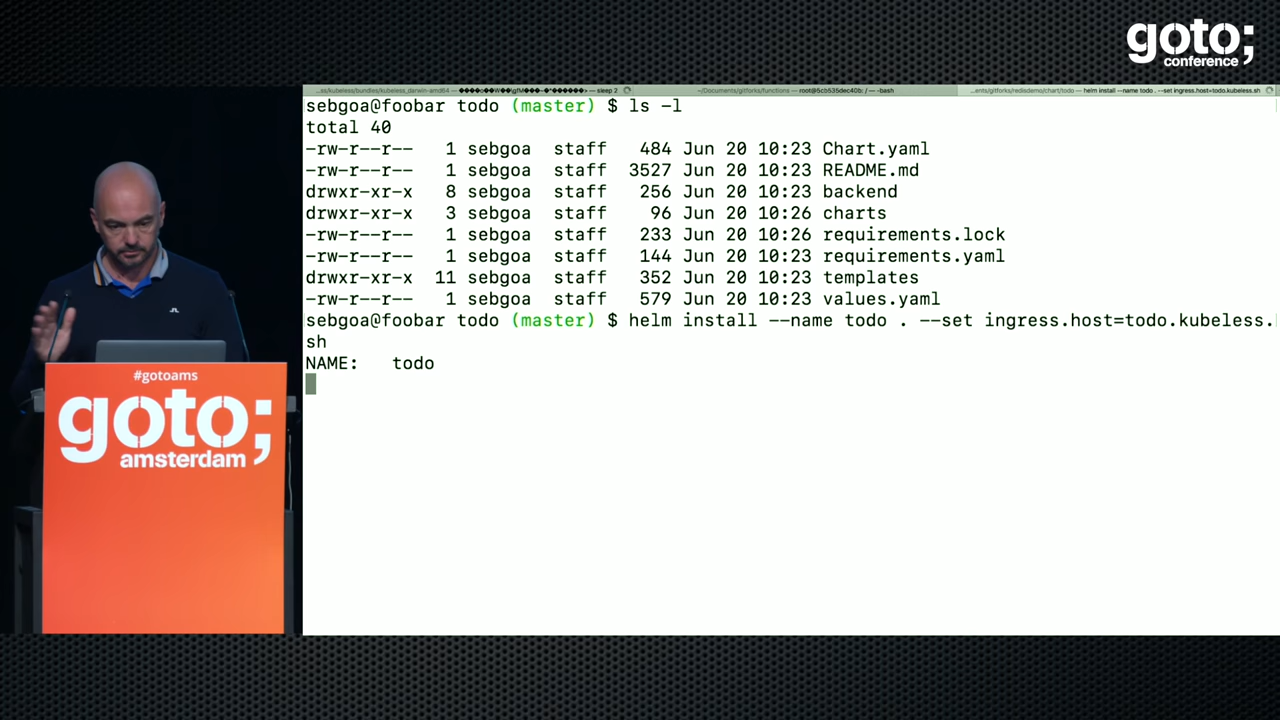 goto;
conference
sebgoa@foobar todo (master) $ ls -l
total 40
-rw-r--r-- 1 sebgoa staff 484 Jun 20 10:23 Chart.yaml
-rw-r--r-- 1 sebgoa staff 3527 Jun 20 10:23 README.md
drwxr-xr-x 8 sebgoa staff 256 Jun 20 10:23 backend
drwxr-xr-x 3 sebgoa staff 96 Jun 20 10:26 charts
-rw-r--r-- 1 sebgoa staff 233 Jun 20 10:26 requirements.lock
-rw-r--r-- 1 sebgoa staff 144 Jun 20 10:23 requirements.yaml
drwxr-xr-x 11 sebgoa staff 352 Jun 20 10:23 templates
-rw-r--r-- 1 sebgoa staff 579 Jun 20 10:23 values.yaml
sebgoa@foobar todo (master) $ helm install --name todo . --set ingress.host=todo.kubeless.
sh
NAME: todo
#gotoams
goto;
amsterdam